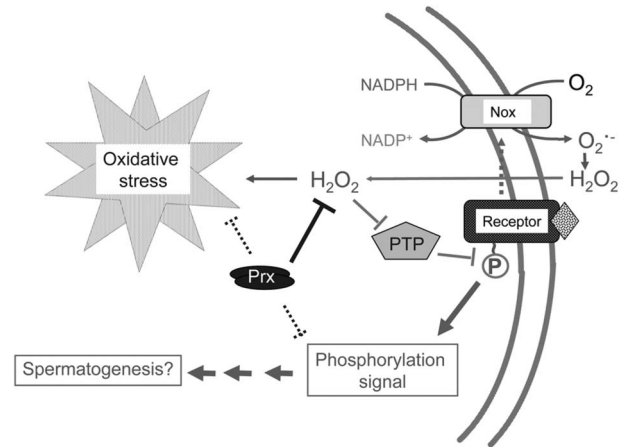 NADPH
O₂
Nox
NADP⁺
O₂•-
Oxidative
stress
H₂O₂
H₂O₂
Receptor
PTP
P
Prx
Phosphorylation
signal
Spermatogenesis?